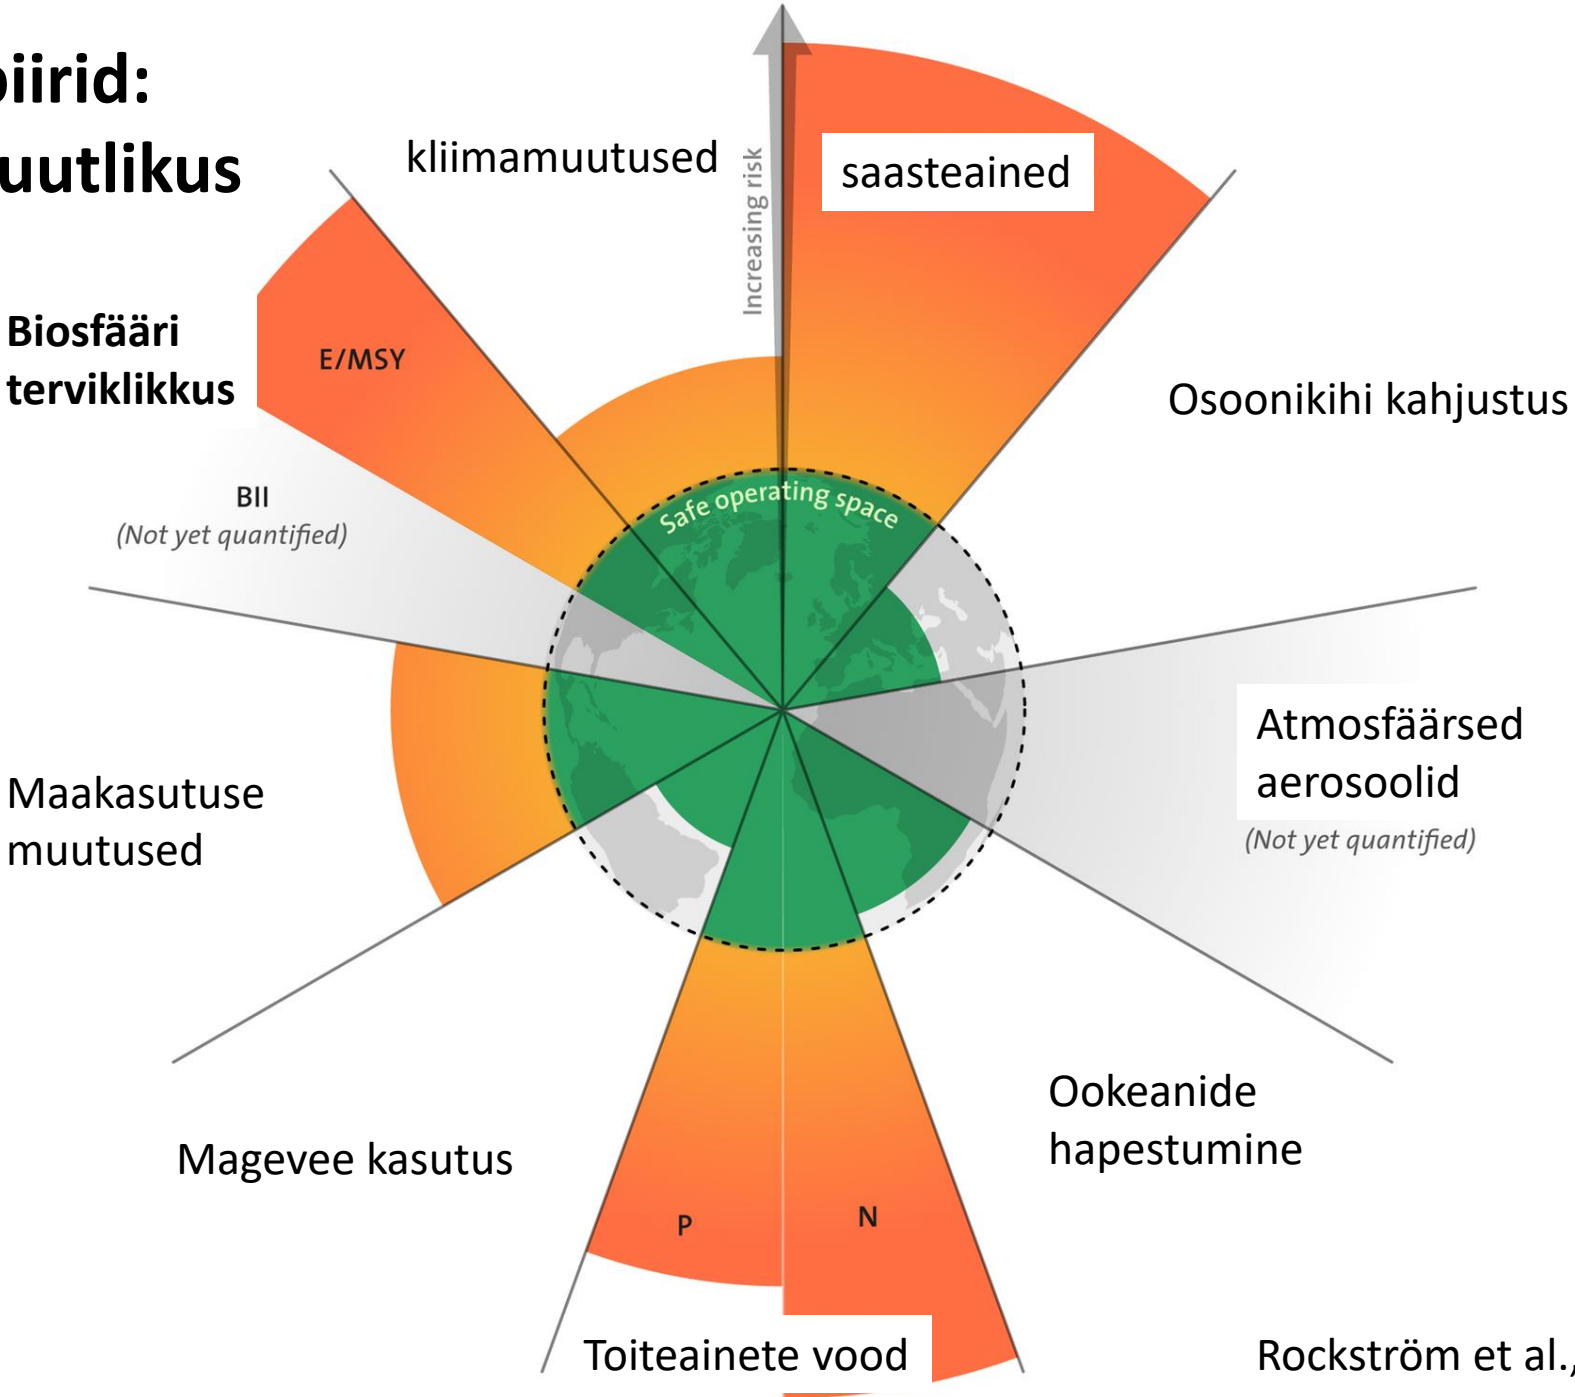 piirid:
uutlikus
kliimamuutused
Increasing risk
saasteained
Biosfääri
terviklikkus
E/MSY
Osoonikihi kahjustus
BII
(Not yet quantified)
Safe operating space
Atmosfäärsed
aerosoolid
(Not yet quantified)
Maakasutuse
muutused
Ookeanide
hapestumine
Magevee kasutus
P
N
Toiteainete vood
Rockström et al.,